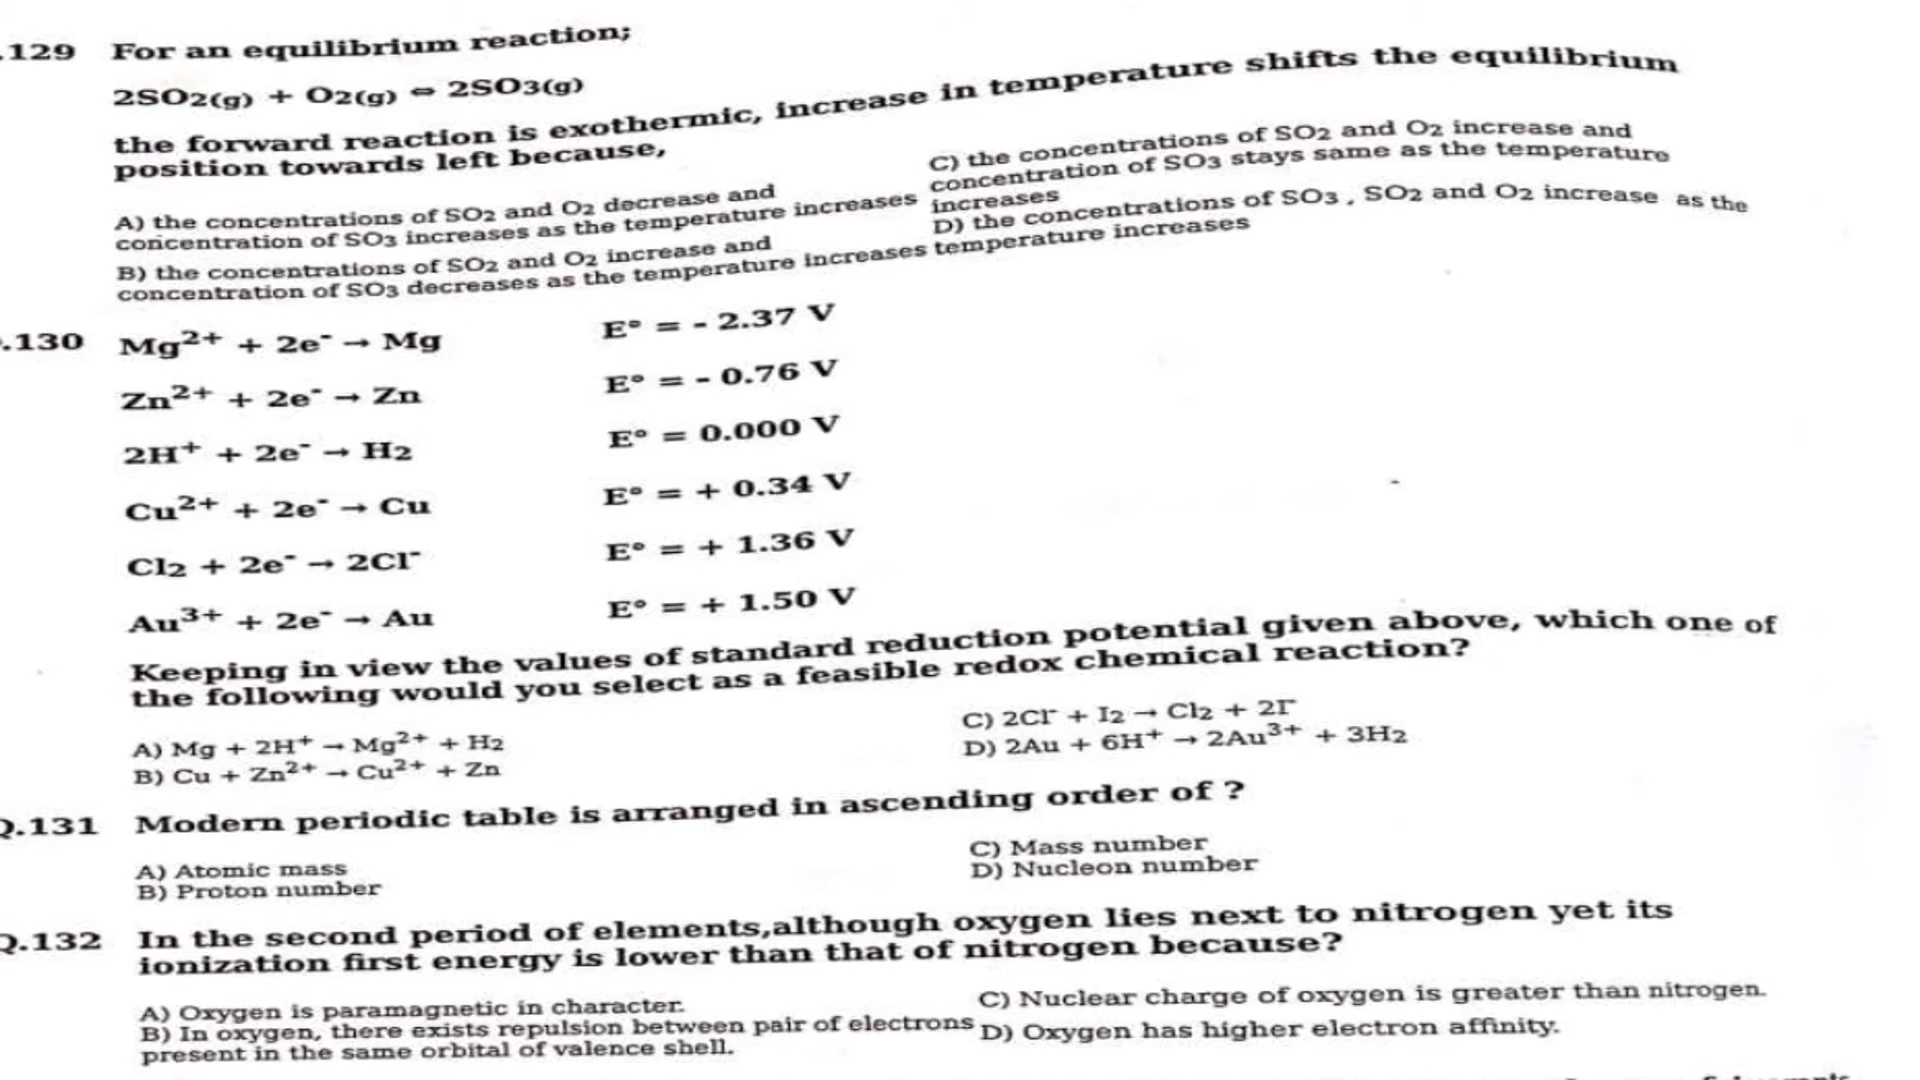 .129 For an equilibrium reaction;
2SO2(g) + O2(g) ⇔ 2SO3(g)
the forward reaction is exothermic, increase in temperature shifts the equilibrium
position towards left because,
A) the concentrations of SO2 and O2 decrease and
concentration of SO3 increases as the temperature increases
B) the concentrations of SO2 and O2 increase and
concentration of SO3 decreases as the temperature increases
C) the concentrations of SO2 and O2 increase and
concentration of SO3 stays same as the temperature
increases
D) the concentrations of SO3 , SO2 and O2 increase as the
temperature increases
.130 Mg2+ + 2e- → Mg E° = - 2.37 V
Zn2+ + 2e- → Zn E° = - 0.76 V
2H+ + 2e- → H2 E° = 0.000 V
Cu2+ + 2e- → Cu E° = + 0.34 V
Cl2 + 2e- → 2Cl- E° = + 1.36 V
Au3+ + 2e- → Au E° = + 1.50 V
Keeping in view the values of standard reduction potential given above, which one of
the following would you select as a feasible redox chemical reaction?
A) Mg + 2H+ → Mg2+ + H2
B) Cu + Zn2+ → Cu2+ + Zn
C) 2Cl- + I2 → Cl2 + 2I-
D) 2Au + 6H+ → 2Au3+ + 3H2
Q.131 Modern periodic table is arranged in ascending order of ?
A) Atomic mass
B) Proton number
C) Mass number
D) Nucleon number
Q.132 In the second period of elements,although oxygen lies next to nitrogen yet its
ionization first energy is lower than that of nitrogen because?
A) Oxygen is paramagnetic in character.
B) In oxygen, there exists repulsion between pair of electrons
present in the same orbital of valence shell.
C) Nuclear charge of oxygen is greater than nitrogen.
D) Oxygen has higher electron affinity.